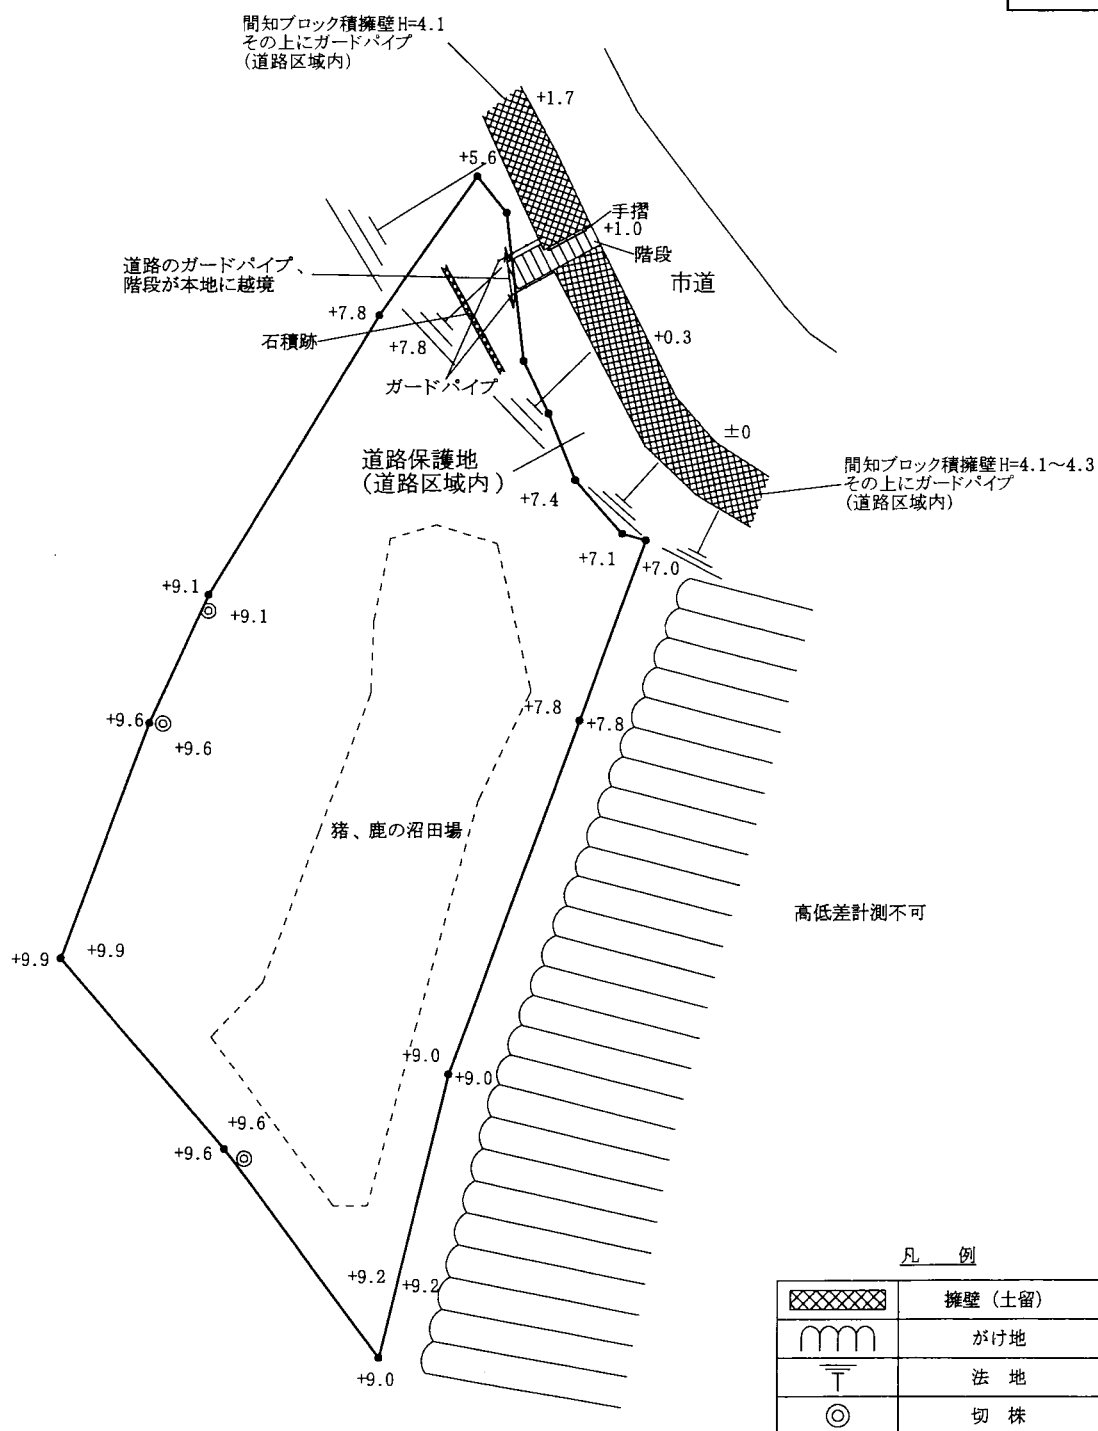 間知ブロック積擁壁H=4.1
その上にガードパイプ
(道路区域内)
+1.7
+5.6
手摺
+1.0
階段
市道
道路のガードパイプ、
階段が本地に越境
+7.8
石積跡
+7.8
+0.3
ガードパイプ
±0
道路保護地
(道路区域内)
間知ブロック積擁壁H=4.1～4.3
その上にガードパイプ
(道路区域内)
+7.4
+7.1
+7.0
+9.1
+9.1
+7.8
+7.8
+9.6
+9.6
猪、鹿の沼田場
高低差計測不可
+9.9
+9.9
+9.0
+9.0
+9.6
+9.6
+9.2
+9.2
+9.0
凡 例
擁壁（土留）
がけ地
法 地
切 株